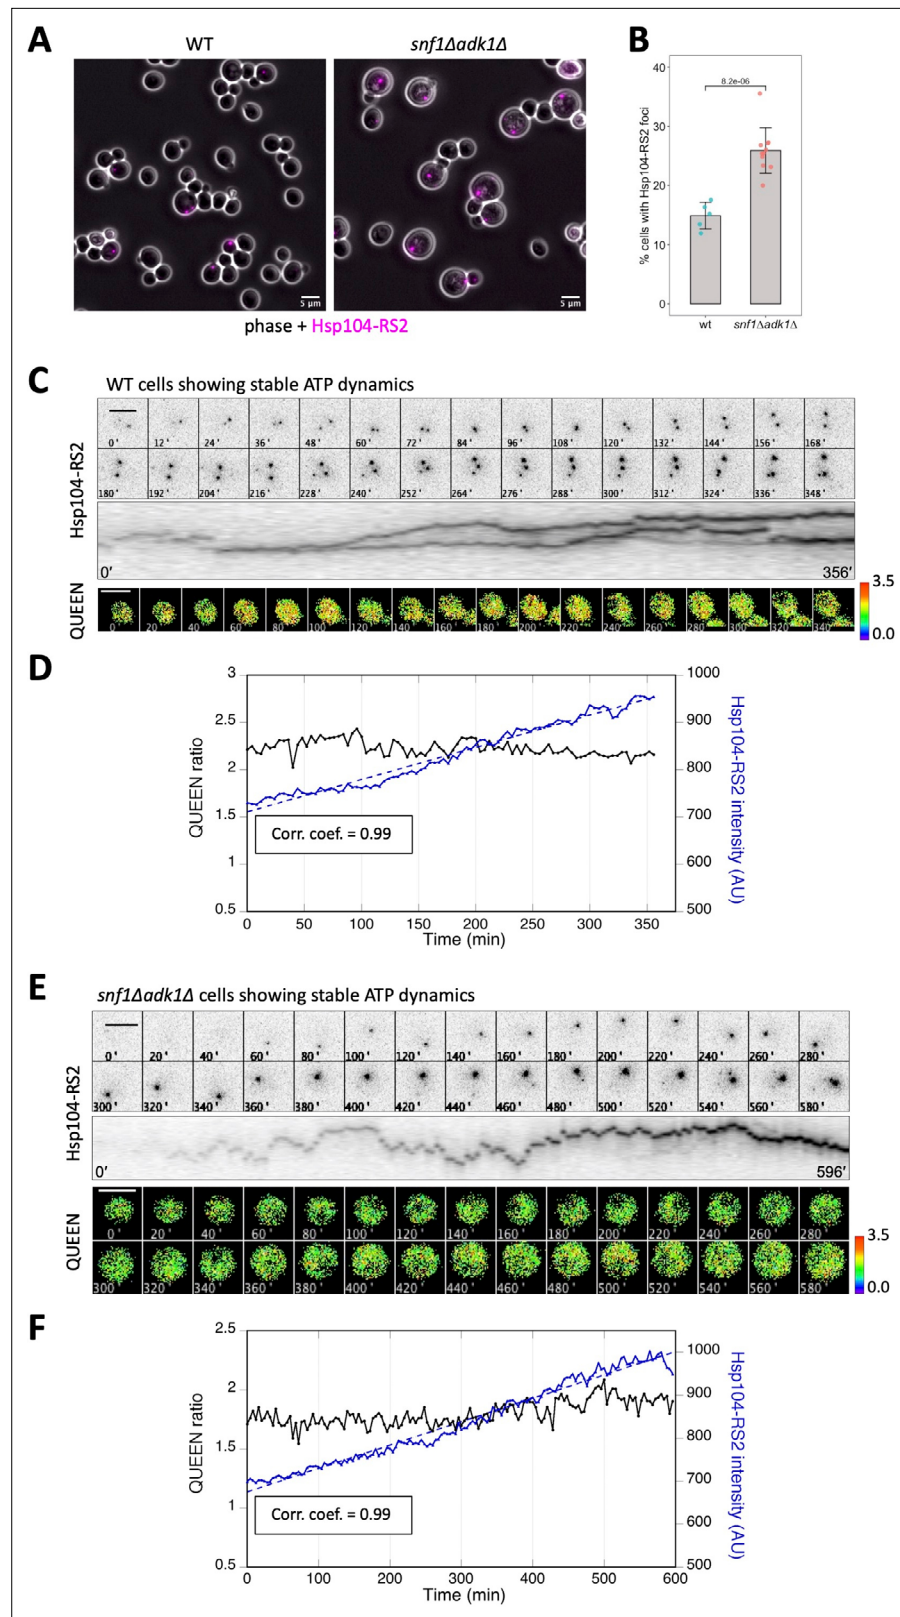 A
WT
snf1Δadk1Δ
5 µm
5 µm
phase + Hsp104-RS2
B
40
30
20
10
0
8.2e-06
% cells with Hsp104-RS2 foci
wt
snf1Δadk1Δ
C
WT cells showing stable ATP dynamics
Hsp104-RS2
0' 12' 24' 36' 48' 60' 72' 84' 96' 108' 120' 132' 144' 156' 168'
180' 192' 204' 216' 228' 240' 252' 264' 276' 288' 300' 312' 324' 336' 348'
0' 356'
QUEEN
0' 20' 40' 60' 80' 100' 120' 140' 160' 180' 200' 220' 240' 260' 280' 300' 320' 340'
3.5
0.0
D
3
2.5
2
1.5
1
0.5
QUEEN ratio
1000
900
800
700
600
500
Hsp104-RS2 intensity (AU)
Corr. coef. = 0.99
0 50 100 150 200 250 300 350
Time (min)
E
snf1Δadk1Δ cells showing stable ATP dynamics
Hsp104-RS2
0' 20' 40' 60' 80' 100' 120' 140' 160' 180' 200' 220' 240' 260' 280'
300' 320' 340' 360' 380' 400' 420' 440' 460' 480' 500' 520' 540' 560' 580'
0' 596'
QUEEN
0' 20' 40' 60' 80' 100' 120' 140' 160' 180' 200' 220' 240' 260' 280'
300' 320' 340' 360' 380' 400' 420' 440' 460' 480' 500' 520' 540' 560' 580'
3.5
0.0
F
2.5
2
1.5
1
0.5
QUEEN ratio
1000
900
800
700
600
500
Hsp104-RS2 intensity (AU)
Corr. coef. = 0.99
0 100 200 300 400 500 600
Time (min)